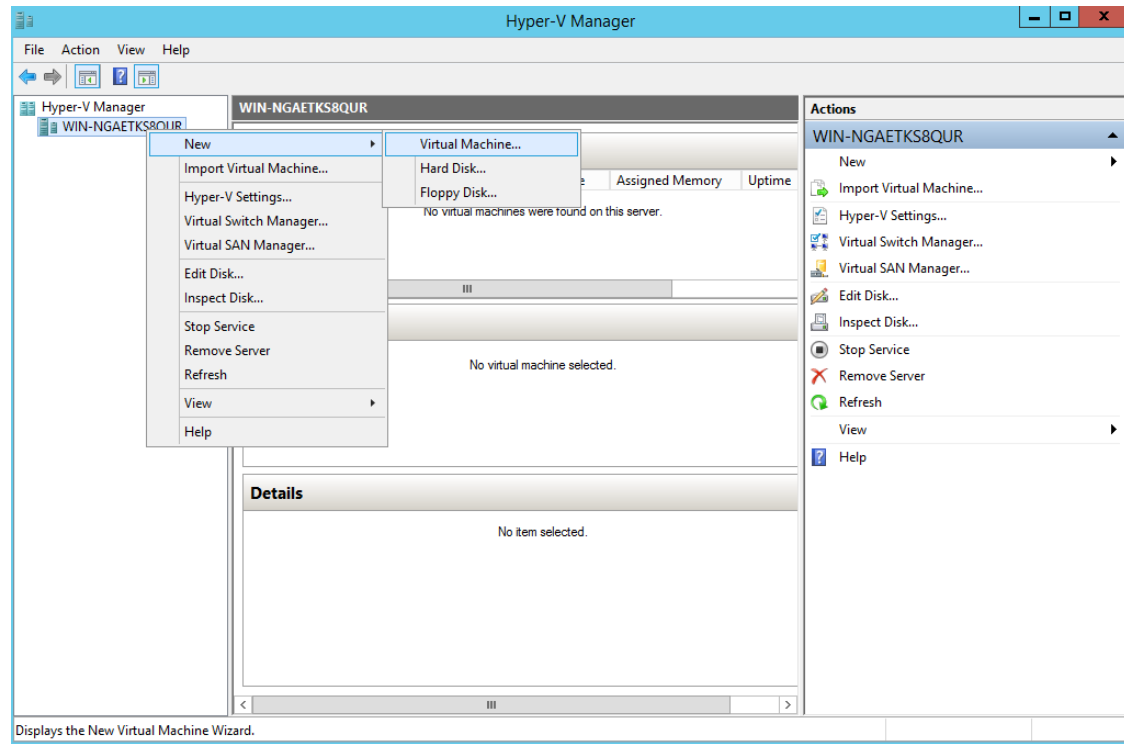 Hyper-V Manager
File Action View Help
Hyper-V Manager
WIN-NGAETKS8QUR
New
Import Virtual Machine...
Hyper-V Settings...
Virtual Switch Manager...
Virtual SAN Manager...
Edit Disk...
Inspect Disk...
Stop Service
Remove Server
Refresh
View
Help
Virtual Machine...
Hard Disk...
Floppy Disk...
WIN-NGAETKS8QUR
Assigned Memory Uptime
No virtual machines were found on this server.
No virtual machine selected.
Details
No item selected.
Actions
WIN-NGAETKS8QUR
New
Import Virtual Machine...
Hyper-V Settings...
Virtual Switch Manager...
Virtual SAN Manager...
Edit Disk...
Inspect Disk...
Stop Service
Remove Server
Refresh
View
Help
Displays the New Virtual Machine Wizard.